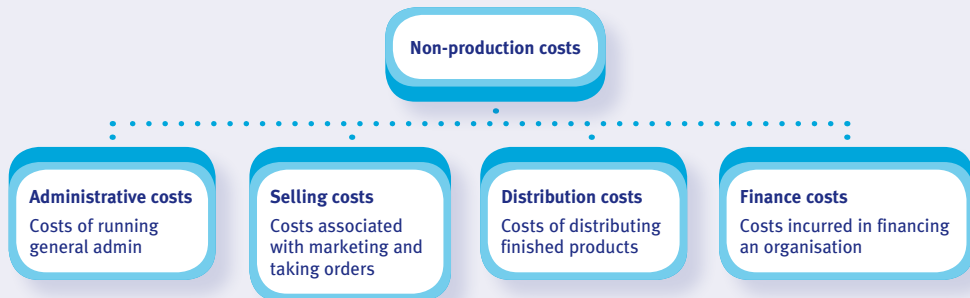 Non-production costs
Administrative costs
Costs of running
general admin
Selling costs
Costs associated
with marketing and
taking orders
Distribution costs
Costs of distributing
finished products
Finance costs
Costs incurred in financing
an organisation